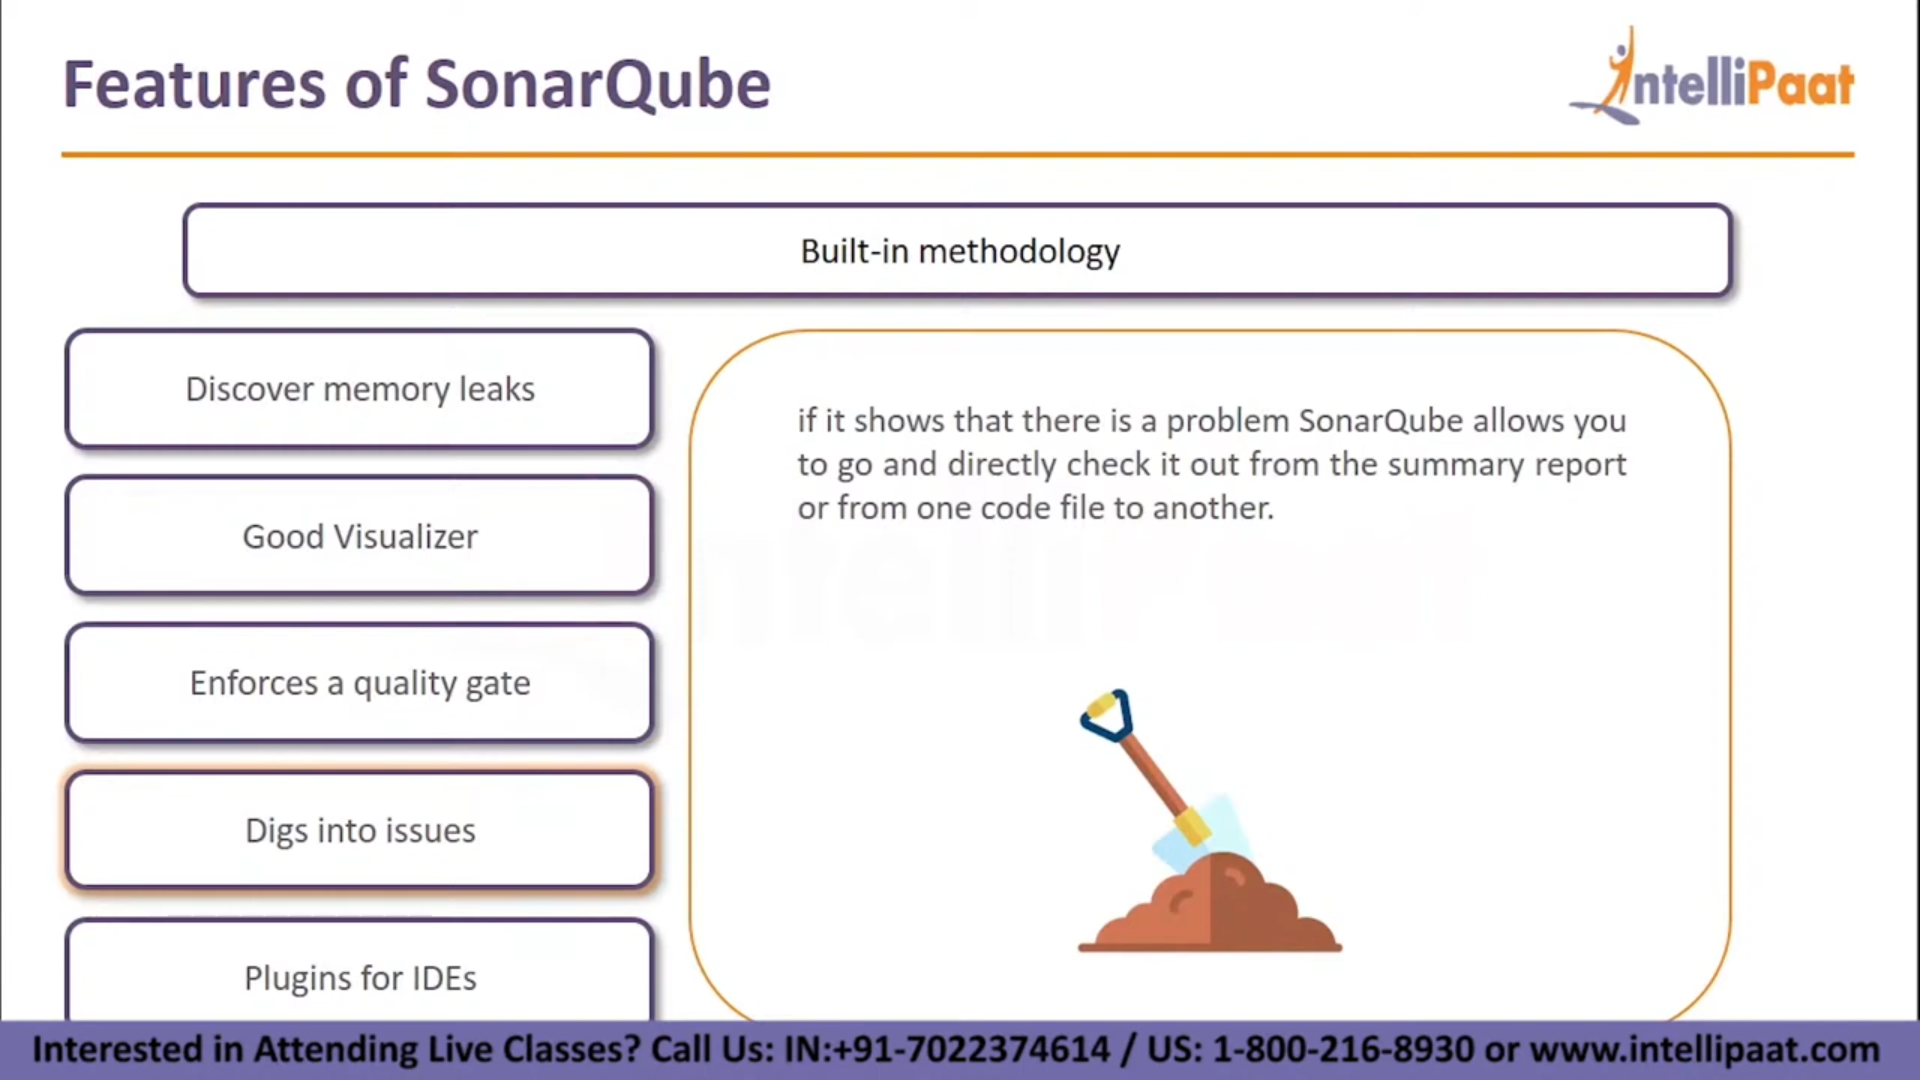 Features of SonarQube
IntelliPaat
Built-in methodology
Discover memory leaks
Good Visualizer
Enforces a quality gate
Digs into issues
Plugins for IDEs
if it shows that there is a problem SonarQube allows you
to go and directly check it out from the summary report
or from one code file to another.
Interested in Attending Live Classes? Call Us: IN:+91-7022374614 / US: 1-800-216-8930 or www.intellipaat.com